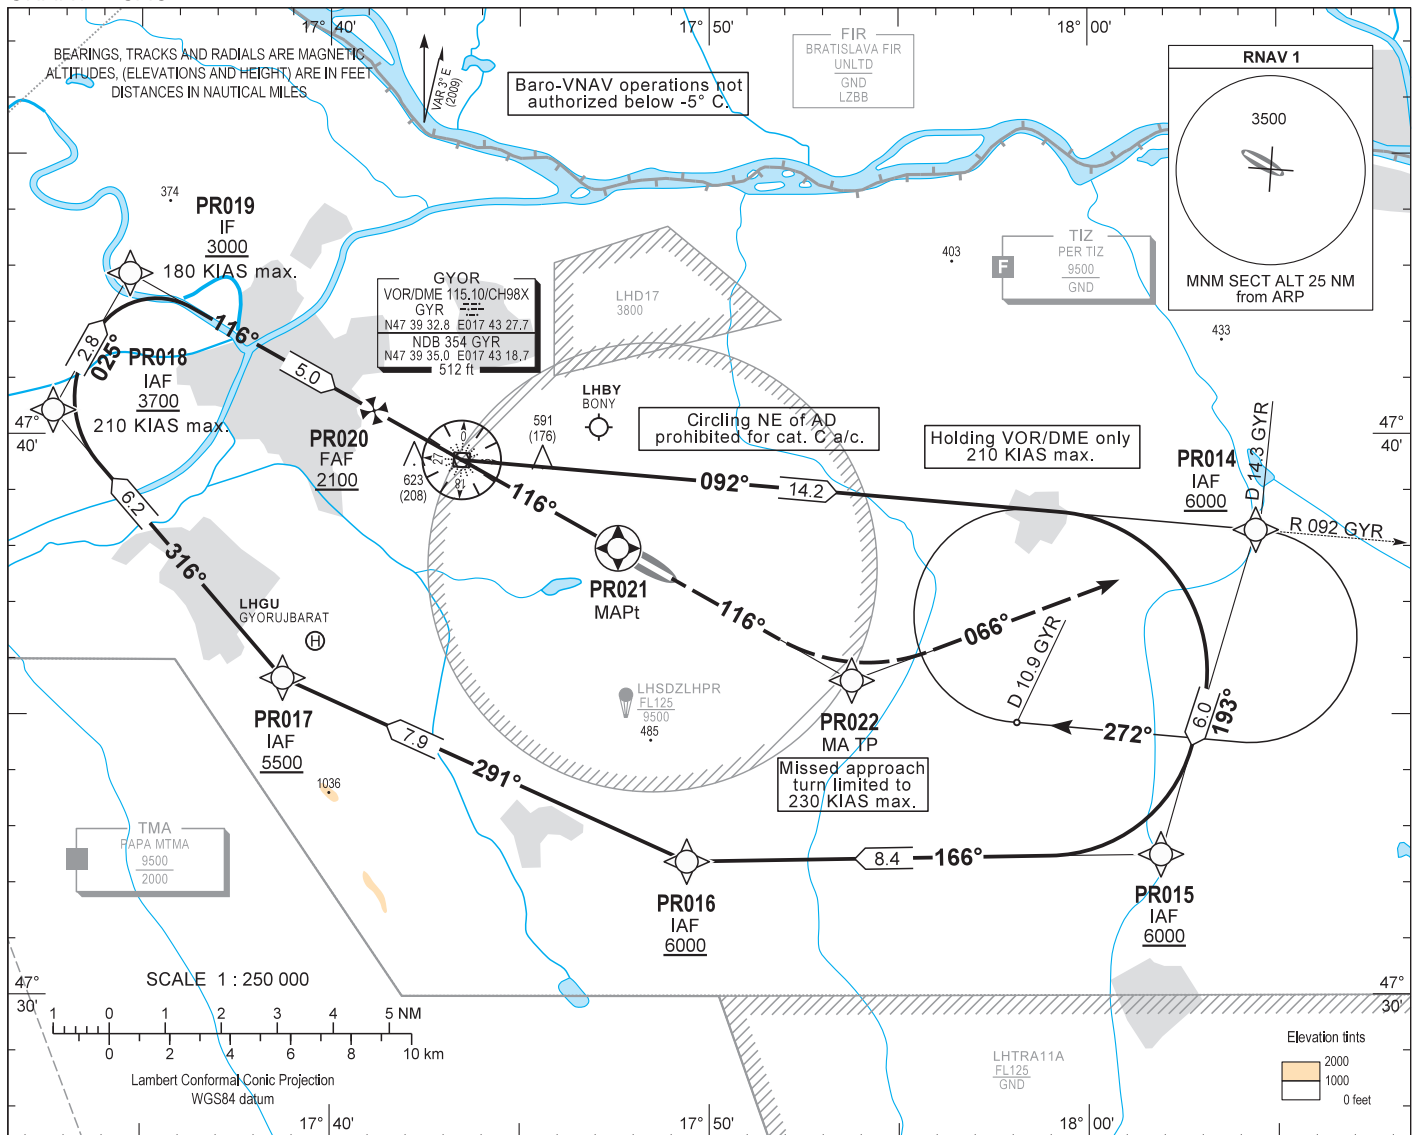 17° 40'
17° 50'
18° 00'
BEARINGS, TRACKS AND RADIALS ARE MAGNETIC
ALTITUDES, (ELEVATIONS AND HEIGHT) ARE IN FEET
DISTANCES IN NAUTICAL MILES
VAR 3° E
(2009)
Baro-VNAV operations not
authorized below -5° C.
FIR
BRATISLAVA FIR
UNLTD
GND
LZBB
RNAV 1
3500
MNM SECT ALT 25 NM
from ARP
374
PR019
IF
3000
180 KIAS max.
GYOR
VOR/DME 115.10/CH98X
GYR
N47 39 32.8 E017 43 27.7
NDB 354 GYR
N47 39 35.0 E017 43 18.7
512 ft
LHD17
3800
403
TIZ
PER TIZ
9500
GND
F
433
116°
2.8
025°
PR018
IAF
3700
210 KIAS max.
5.0
LHBY
BONY
591
(176)
Circling NE of AD
prohibited for cat. C a/c.
Holding VOR/DME only
210 KIAS max.
D 14.3 GYR
47°
40'
47°
40'
PR020
FAF
2100
623
(208)
0
27
18
PR014
IAF
6000
6.2
116°
092°
14.2
R 092 GYR
316°
LHGU
GYORUJBARAT
H
PR021
MAPt
116°
066°
D 10.9 GYR
LHSDZLHPR
FL125
9500
485
PR017
IAF
5500
7.9
291°
PR022
MA TP
272°
6.0
193°
Missed approach
turn limited to
230 KIAS max.
1036
TMA
PAPA MTMA
9500
2000
8.4
166°
PR016
IAF
6000
PR015
IAF
6000
47°
30'
47°
30'
SCALE 1 : 250 000
1 0 1 2 3 4 5 NM
0 2 4 6 8 10 km
Lambert Conformal Conic Projection
WGS84 datum
LHTRA11A
FL125
GND
Elevation tints
2000
1000
0 feet
17° 40'
17° 50'
18° 00'